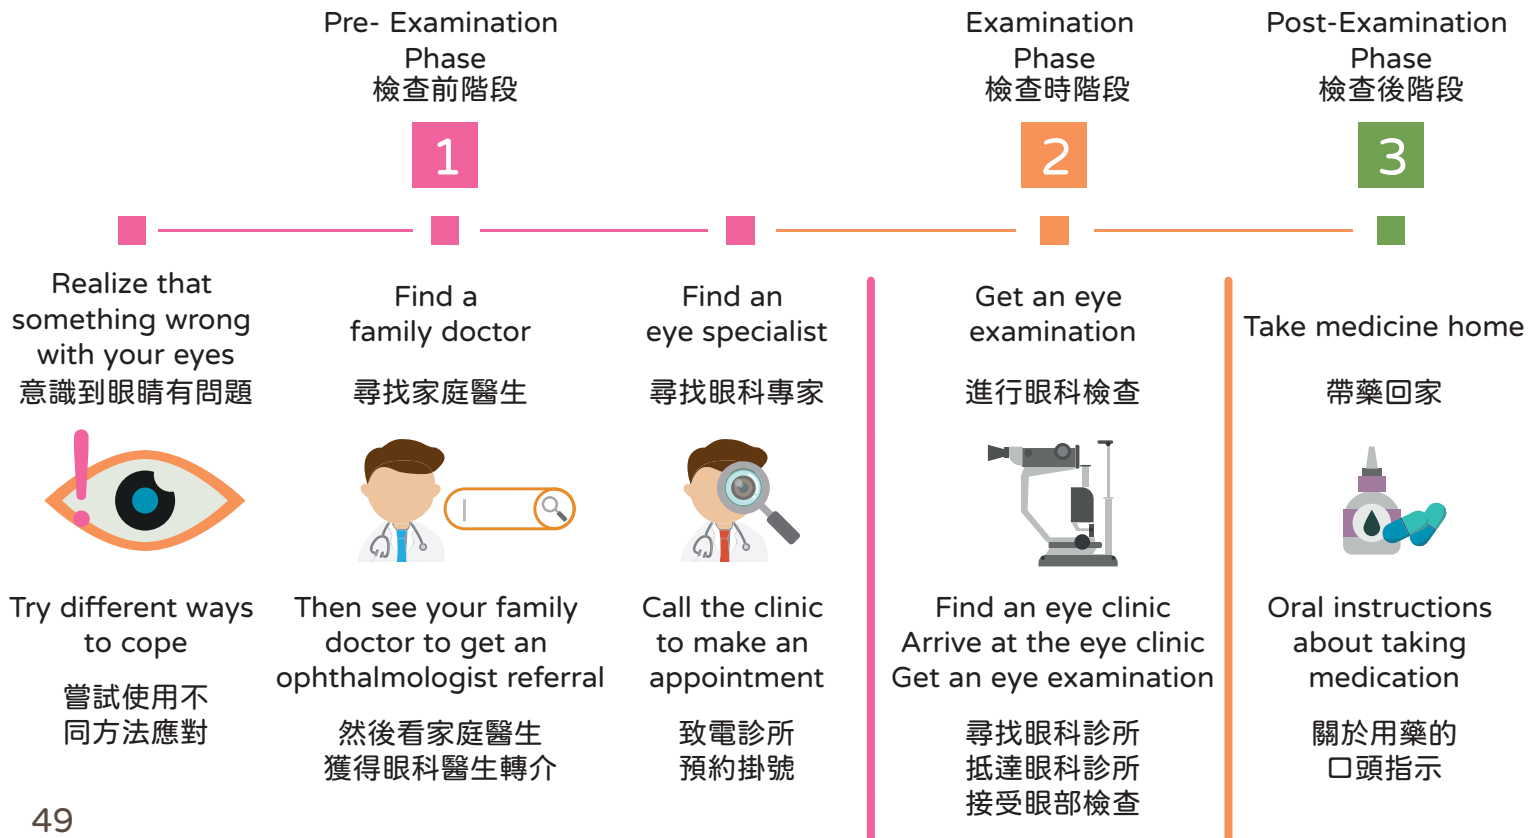 Pre- Examination
Phase
檢查前階段
1
Examination
Phase
檢查時階段
2
Post-Examination
Phase
檢查後階段
3
Realize that
something wrong
with your eyes
意識到眼睛有問題
Try different ways
to cope
嘗試使用不
同方法應對
Find a
family doctor
尋找家庭醫生
Then see your family
doctor to get an
ophthalmologist referral
然後看家庭醫生
獲得眼科醫生轉介
Find an
eye specialist
尋找眼科專家
Call the clinic
to make an
appointment
致電診所
預約掛號
Get an eye
examination
進行眼科檢查
Find an eye clinic
Arrive at the eye clinic
Get an eye examination
尋找眼科診所
抵達眼科診所
接受眼部檢查
Take medicine home
帶藥回家
Oral instructions
about taking
medication
關於用藥的
口頭指示
49